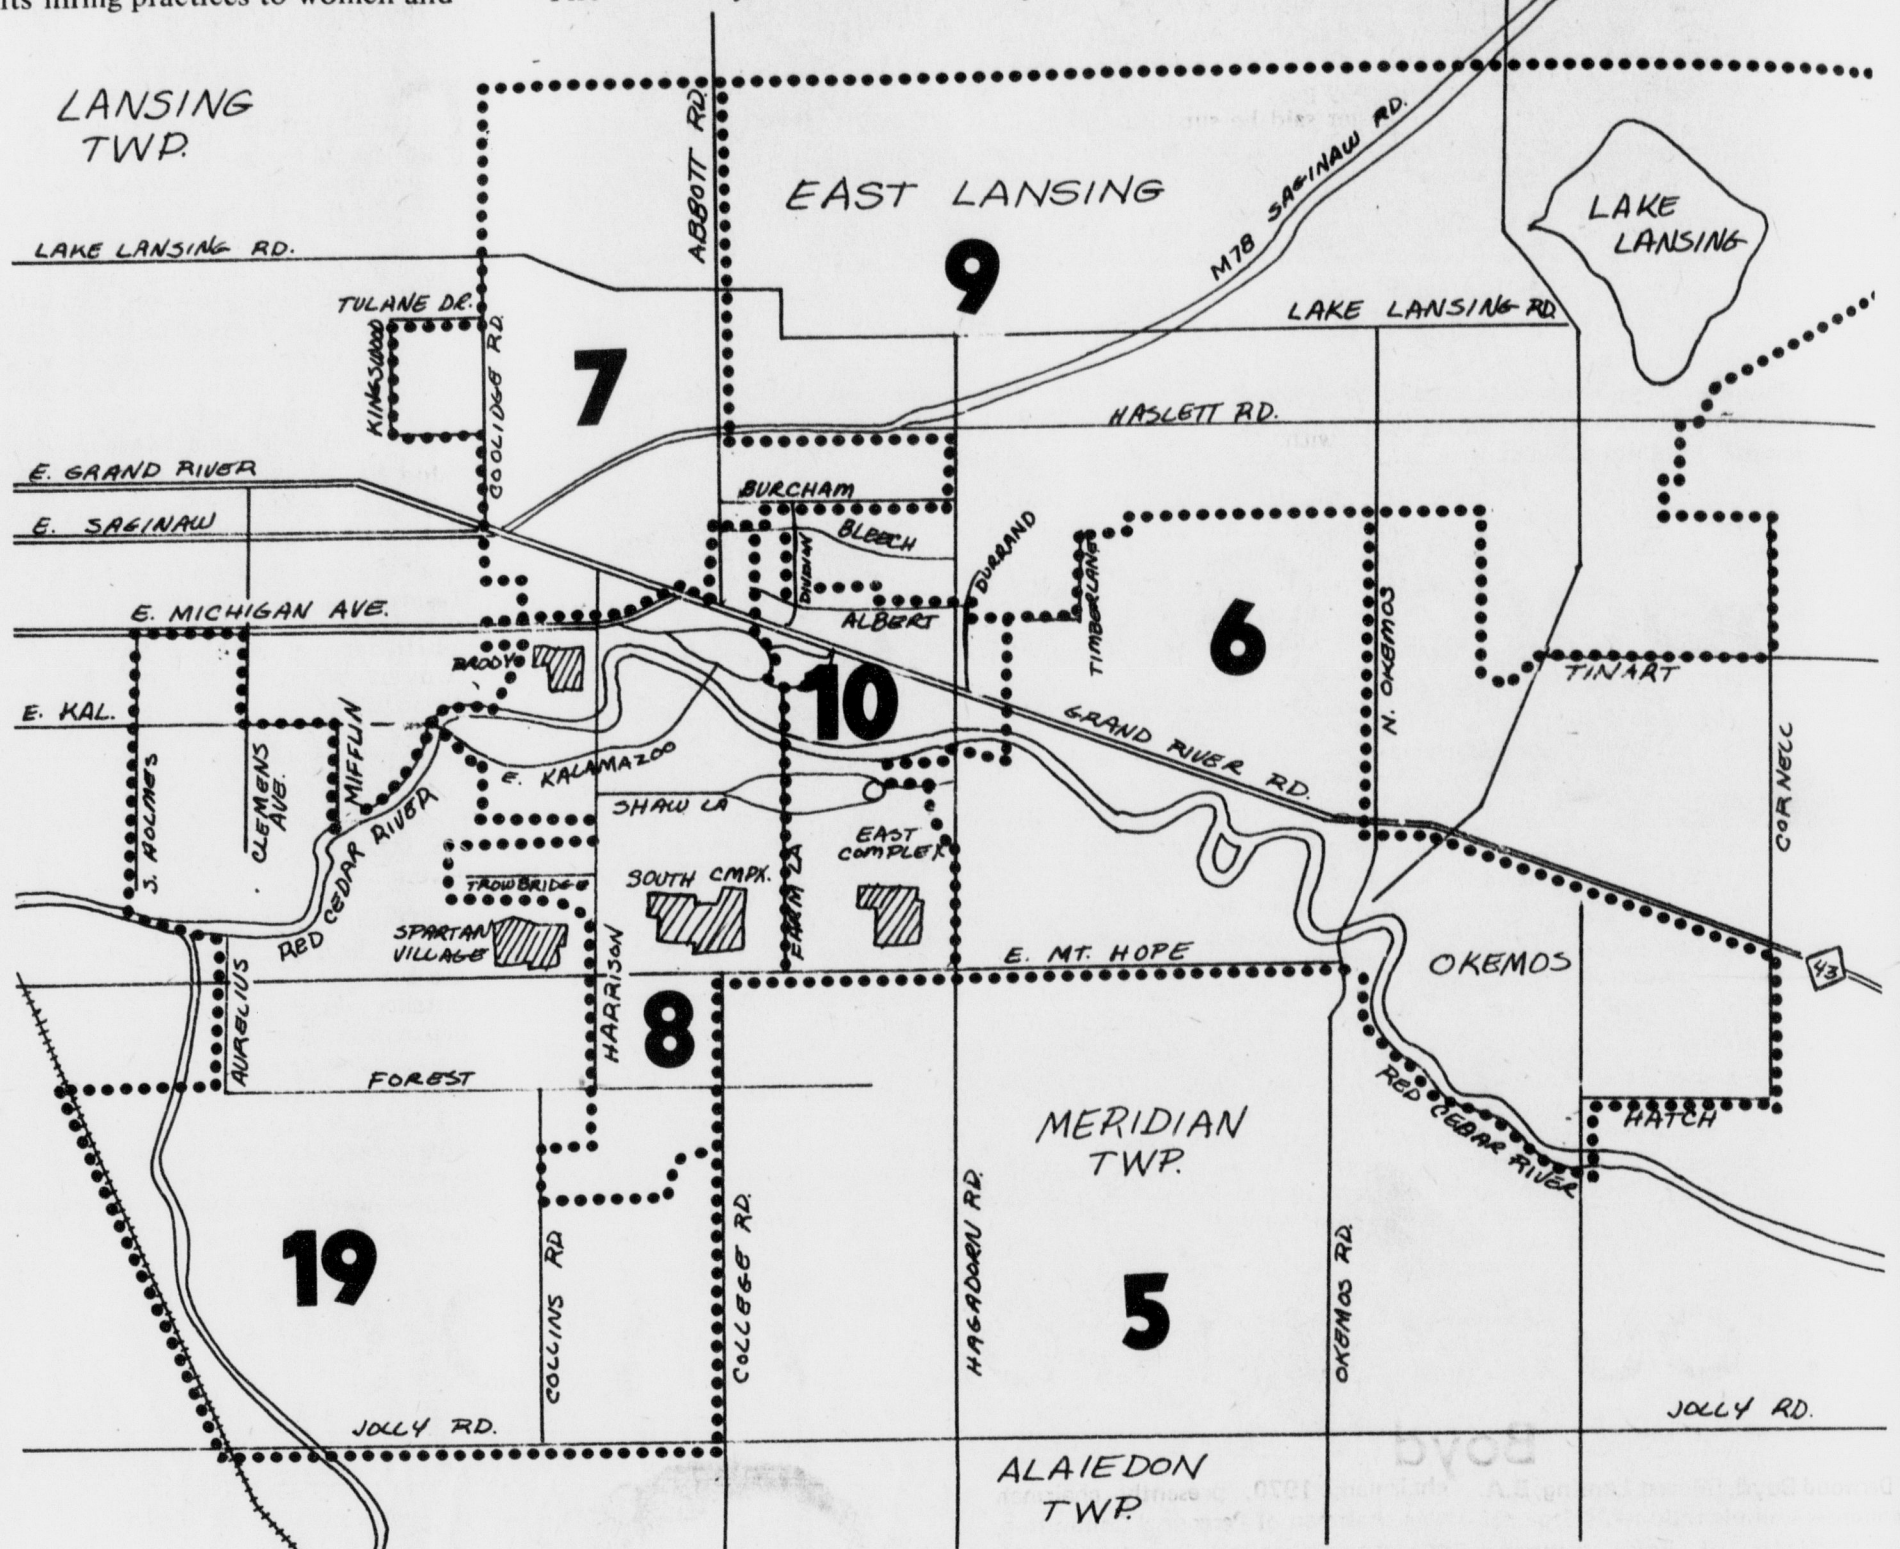 its hiring practices to women and
LANSING
TWP.
ABBOTT RD.
EAST LANSING
9
M78 SAGINAW RD.
LAKE
LANSING
LAKE LANSING RD.
LAKE LANSING RD.
TULANE DR.
KINGSWOOD
COOLIDGE RD.
7
HASLETT RD.
E. GRAND RIVER
E. SAGINAW
BURCHAM
BLEECH
DIVISION
DURRAND
TIMBERLANE
6
N. OKEMOS
E. MICHIGAN AVE.
ALBERT
BRODY
TINART
10
E. KAL.
MIFFLIN
GRAND RIVER RD.
CORNELL
S. HOLMES
CLEMENS
AVE.
E. KALAMAZOO
SHAW LA
RED CEDAR RIVER
EAST
COMPLEX
TROWBRIDGE
SOUTH CMPX.
FARM LA
SPARTAN
VILLAGE
HARRISON
E. MT. HOPE
OKEMOS
43
AURELIUS
8
FOREST
RED CEDAR RIVER
HATCH
MERIDIAN
TWP.
19
COLLINS RD
COLLEGE RD.
HAGADORN RD.
5
OKEMOS RD.
JOLLY RD.
JOLLY RD.
ALAIEDON
TWP.
Boyd